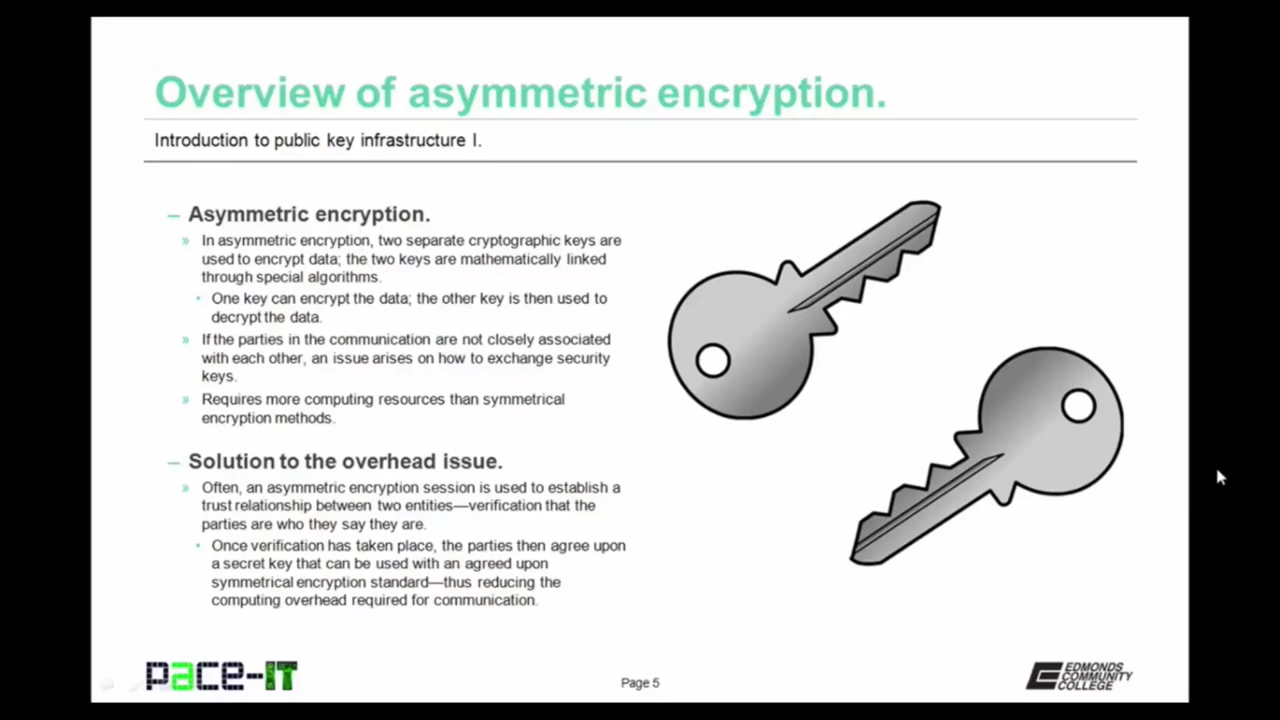 Overview of asymmetric encryption.
Introduction to public key infrastructure I.
– Asymmetric encryption.
» In asymmetric encryption, two separate cryptographic keys are
used to encrypt data; the two keys are mathematically linked
through special algorithms.
• One key can encrypt the data; the other key is then used to
decrypt the data.
» If the parties in the communication are not closely associated
with each other, an issue arises on how to exchange security
keys.
» Requires more computing resources than symmetrical
encryption methods.
– Solution to the overhead issue.
» Often, an asymmetric encryption session is used to establish a
trust relationship between two entities—verification that the
parties are who they say they are.
• Once verification has taken place, the parties then agree upon
a secret key that can be used with an agreed upon
symmetrical encryption standard—thus reducing the
computing overhead required for communication.
pace-IT
Page 5
EDMONDS
COMMUNITY
COLLEGE